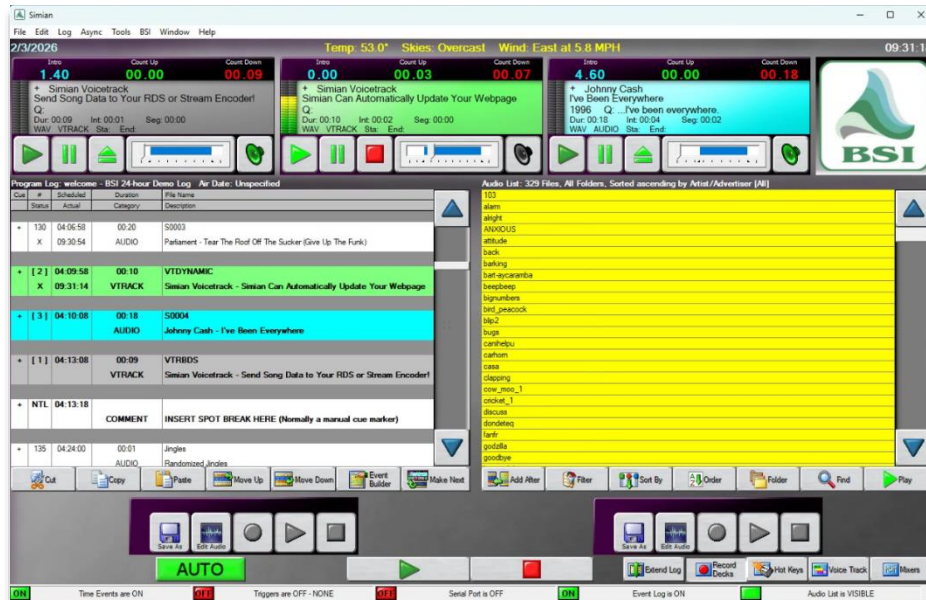 Simian
File Edit Log Async Tools BSI Window Help
2/3/2026 Temp: 53.0° Skies: Overcast Wind: East at 5.8 MPH 09:31:1
Intro Count Up Count Down
1.40 00.00 00.09
+ Simian Voicetrack
Send Song Data to Your RDS or Stream Encoder!
Q:
Dur: 00:09 Int: 00:01 Seg: 00:00
WAV VTRACK Sta: End:
Intro Count Up Count Down
0.00 00.03 00.07
+ Simian Voicetrack
Simian Can Automatically Update Your Webpage
Q:
Dur: 00:10 Int: 00:02 Seg: 00:00
WAV VTRACK Sta: End:
Intro Count Up Count Down
4.60 00.00 00.18
+ Johnny Cash
I've Been Everywhere
1996 Q: ...I've been everywhere.
Dur: 00:18 Int: 00:04 Seg: 00:02
WAV AUDIO Sta: End:
BSI
Program Log: welcome - BSI 24-hour Demo Log Air Date: Unspecified
Cue # Scheduled Duration File Name
Status Actual Category Description
+ 130 04:06:58 00:20 S0003
X 09:30:54 AUDIO Parliament - Tear The Roof Off The Sucker (Give Up The Funk)
+ [ 2 ] 04:09:58 00:10 VTDYNAMIC
X 09:31:14 VTRACK Simian Voicetrack - Simian Can Automatically Update Your Webpage
+ [ 3 ] 04:10:08 00:18 S0004
AUDIO Johnny Cash - I've Been Everywhere
+ [ 1 ] 04:13:08 00:09 VTRBDS
VTRACK Simian Voicetrack - Send Song Data to Your RDS or Stream Encoder!
+ NTL 04:13:18
COMMENT INSERT SPOT BREAK HERE (Normally a manual cue marker)
+ 135 04:24:00 00:01 Jingles
AUDIO Randomized Jingles
Audio List: 329 Files, All Folders, Sorted ascending by Artist/Advertiser [All]
103
alarm
alright
ANXIOUS
attitude
back
barking
bart-aycaramba
beepbeep
bignumbers
bird_peacock
blip2
bugs
canihelpu
carhorn
casa
clapping
cow_moo_1
cricket_1
discuss
dondeteq
fanfr
godzilla
goodbye
Cut Copy Paste Move Up Move Down Event Builder Make Next
Add After Filter Sort By Order Folder Find Play
Save As Edit Audio
Save As Edit Audio
AUTO
Extend Log Record Decks Hot Keys Voice Track Mixers
ON Time Events are ON OFF Triggers are OFF - NONE OFF Serial Port is OFF ON Event Log is ON Audio List is VISIBLE